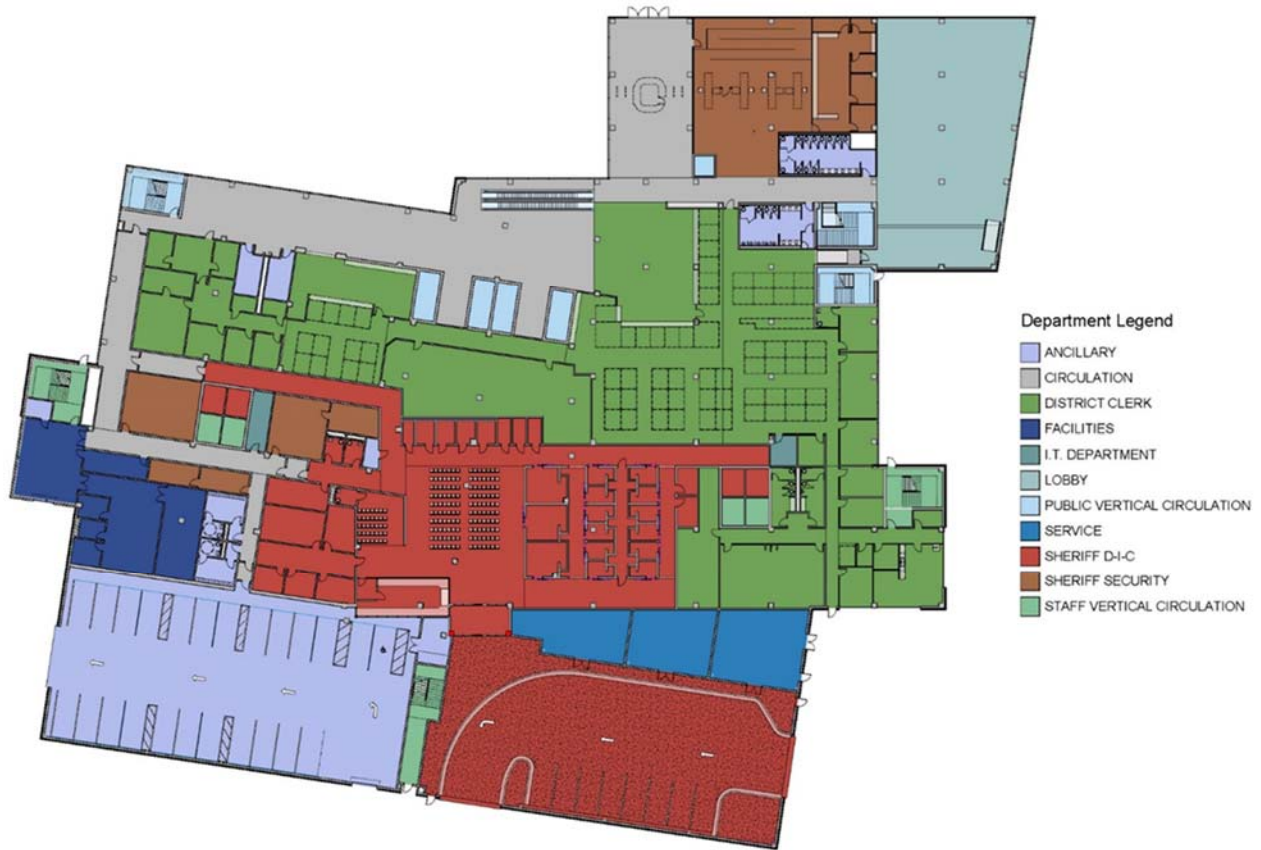 Department Legend
ANCILLARY
CIRCULATION
DISTRICT CLERK
FACILITIES
I.T. DEPARTMENT
LOBBY
PUBLIC VERTICAL CIRCULATION
SERVICE
SHERIFF D-I-C
SHERIFF SECURITY
STAFF VERTICAL CIRCULATION